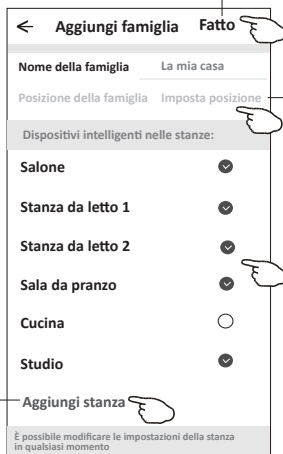 Aggiungi famiglia Fatto
Nome della famiglia La mia casa
Posizione della famiglia Imposta posizione
Dispositivi intelligenti nelle stanze:
Salone
Stanza da letto 1
Stanza da letto 2
Sala da pranzo
Cucina
Studio
Aggiungi stanza
È possibile modificare le impostazioni della stanza
in qualsiasi momento